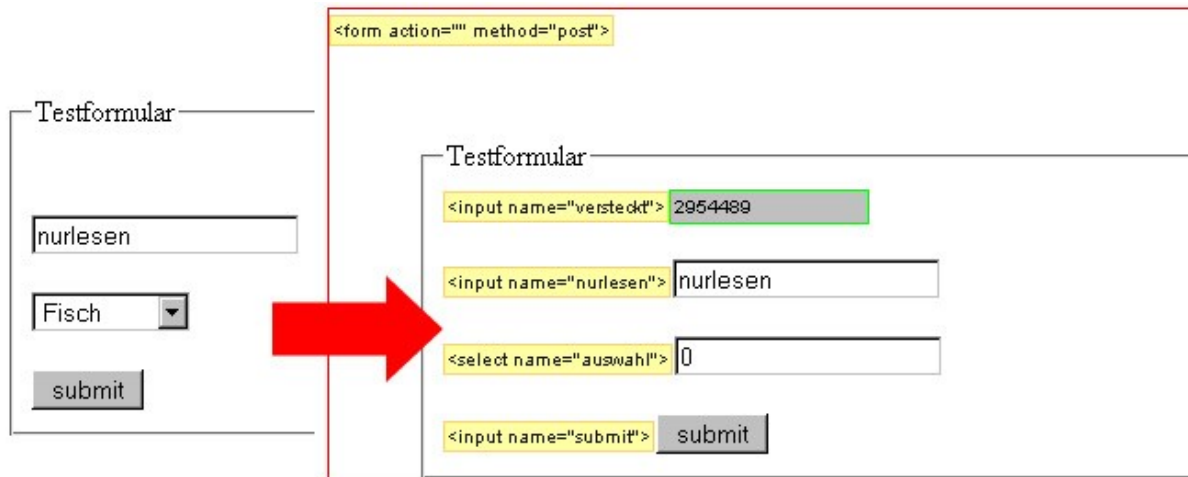 Testformular
nurlesen
Fisch
submit
<form action="" method="post">
Testformular
<input name="versteckt"> 2954489
<input name="nurlesen"> nurlesen
<select name="auswahl"> 0
<input name="submit"> submit